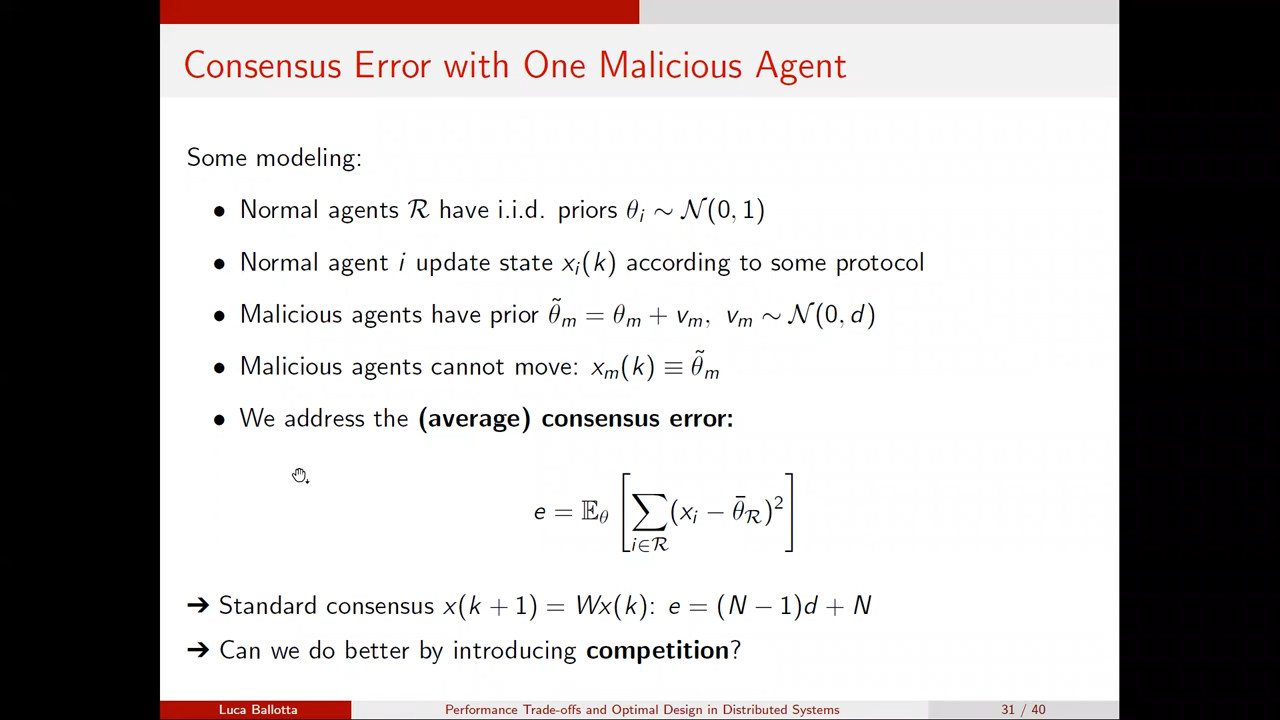 Consensus Error with One Malicious Agent
Some modeling:
• Normal agents ℛ have i.i.d. priors θ_i ∼ 𝒩(0, 1)
• Normal agent i update state x_i(k) according to some protocol
• Malicious agents have prior θ̃_m = θ_m + v_m, v_m ∼ 𝒩(0, d)
• Malicious agents cannot move: x_m(k) ≡ θ̃_m
• We address the (average) consensus error:
e = 𝔼_θ [∑_{i∈ℛ} (x_i − θ̄_ℛ)²]
➔ Standard consensus x(k + 1) = Wx(k): e = (N − 1)d + N
➔ Can we do better by introducing competition?
Luca Ballotta
Performance Trade-offs and Optimal Design in Distributed Systems
31 / 40